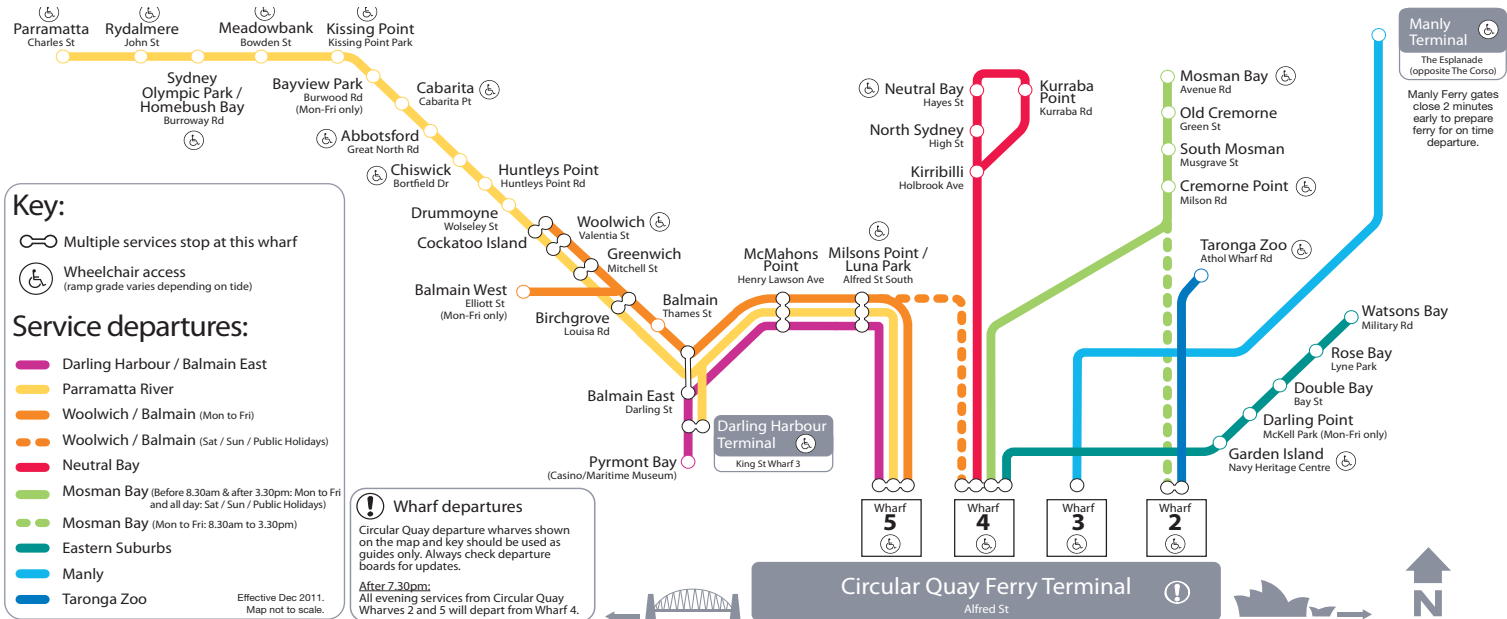 Parramatta
Charles St
Rydalmere
John St
Meadowbank
Bowden St
Kissing Point
Kissing Point Park
Sydney
Olympic Park /
Homebush Bay
Burroway Rd
Bayview Park
Burwood Rd
(Mon-Fri only)
Cabarita
Cabarita Pt
Abbotsford
Great North Rd
Chiswick
Bortfield Dr
Huntleys Point
Huntleys Point Rd
Drummoyne
Wolseley St
Cockatoo Island
Woolwich
Valentia St
Greenwich
Mitchell St
Balmain West
Elliott St
(Mon-Fri only)
Birchgrove
Louisa Rd
Balmain
Thames St
Balmain East
Darling St
Darling Harbour
Terminal
King St Wharf 3
Pyrmont Bay
(Casino/Maritime Museum)
McMahons
Point
Henry Lawson Ave
Milsons Point /
Luna Park
Alfred St South
Neutral Bay
Hayes St
Kurraba
Point
Kurraba Rd
North Sydney
High St
Kirribilli
Holbrook Ave
Mosman Bay
Avenue Rd
Old Cremorne
Green St
South Mosman
Musgrave St
Cremorne Point
Milson Rd
Taronga Zoo
Athol Wharf Rd
Manly
Terminal
The Esplanade
(opposite The Corso)
Manly Ferry gates
close 2 minutes
early to prepare
ferry for on time
departure.
Watsons Bay
Military Rd
Rose Bay
Lyne Park
Double Bay
Bay St
Darling Point
McKell Park (Mon-Fri only)
Garden Island
Navy Heritage Centre
Key:
Multiple services stop at this wharf
Wheelchair access
(ramp grade varies depending on tide)
Service departures:
Darling Harbour / Balmain East
Parramatta River
Woolwich / Balmain (Mon to Fri)
Woolwich / Balmain (Sat / Sun / Public Holidays)
Neutral Bay
Mosman Bay (Before 8.30am & after 3.30pm: Mon to Fri
and all day: Sat / Sun / Public Holidays)
Mosman Bay (Mon to Fri: 8.30am to 3.30pm)
Eastern Suburbs
Manly
Taronga Zoo
Effective Dec 2011.
Map not to scale.
! Wharf departures
Circular Quay departure wharves shown
on the map and key should be used as
guides only. Always check departure
boards for updates.
After 7.30pm:
All evening services from Circular Quay
Wharves 2 and 5 will depart from Wharf 4.
Wharf
5
Wharf
4
Wharf
3
Wharf
2
Circular Quay Ferry Terminal !
Alfred St
N